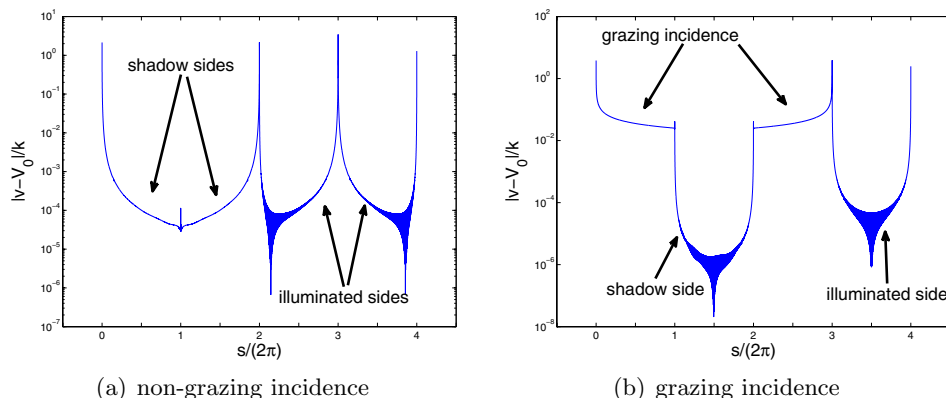 10^1
10^0
10^-1
10^-2
10^-3
10^-4
10^-5
10^-6
10^-7
|v−V_0|/k
shadow sides
illuminated sides
0 1 2 3 4
s/(2π)
(a) non-grazing incidence
10^2
10^0
10^-2
10^-4
10^-6
10^-8
|v−V_0|/k
grazing incidence
shadow side
illuminated side
0 1 2 3 4
s/(2π)
(b) grazing incidence